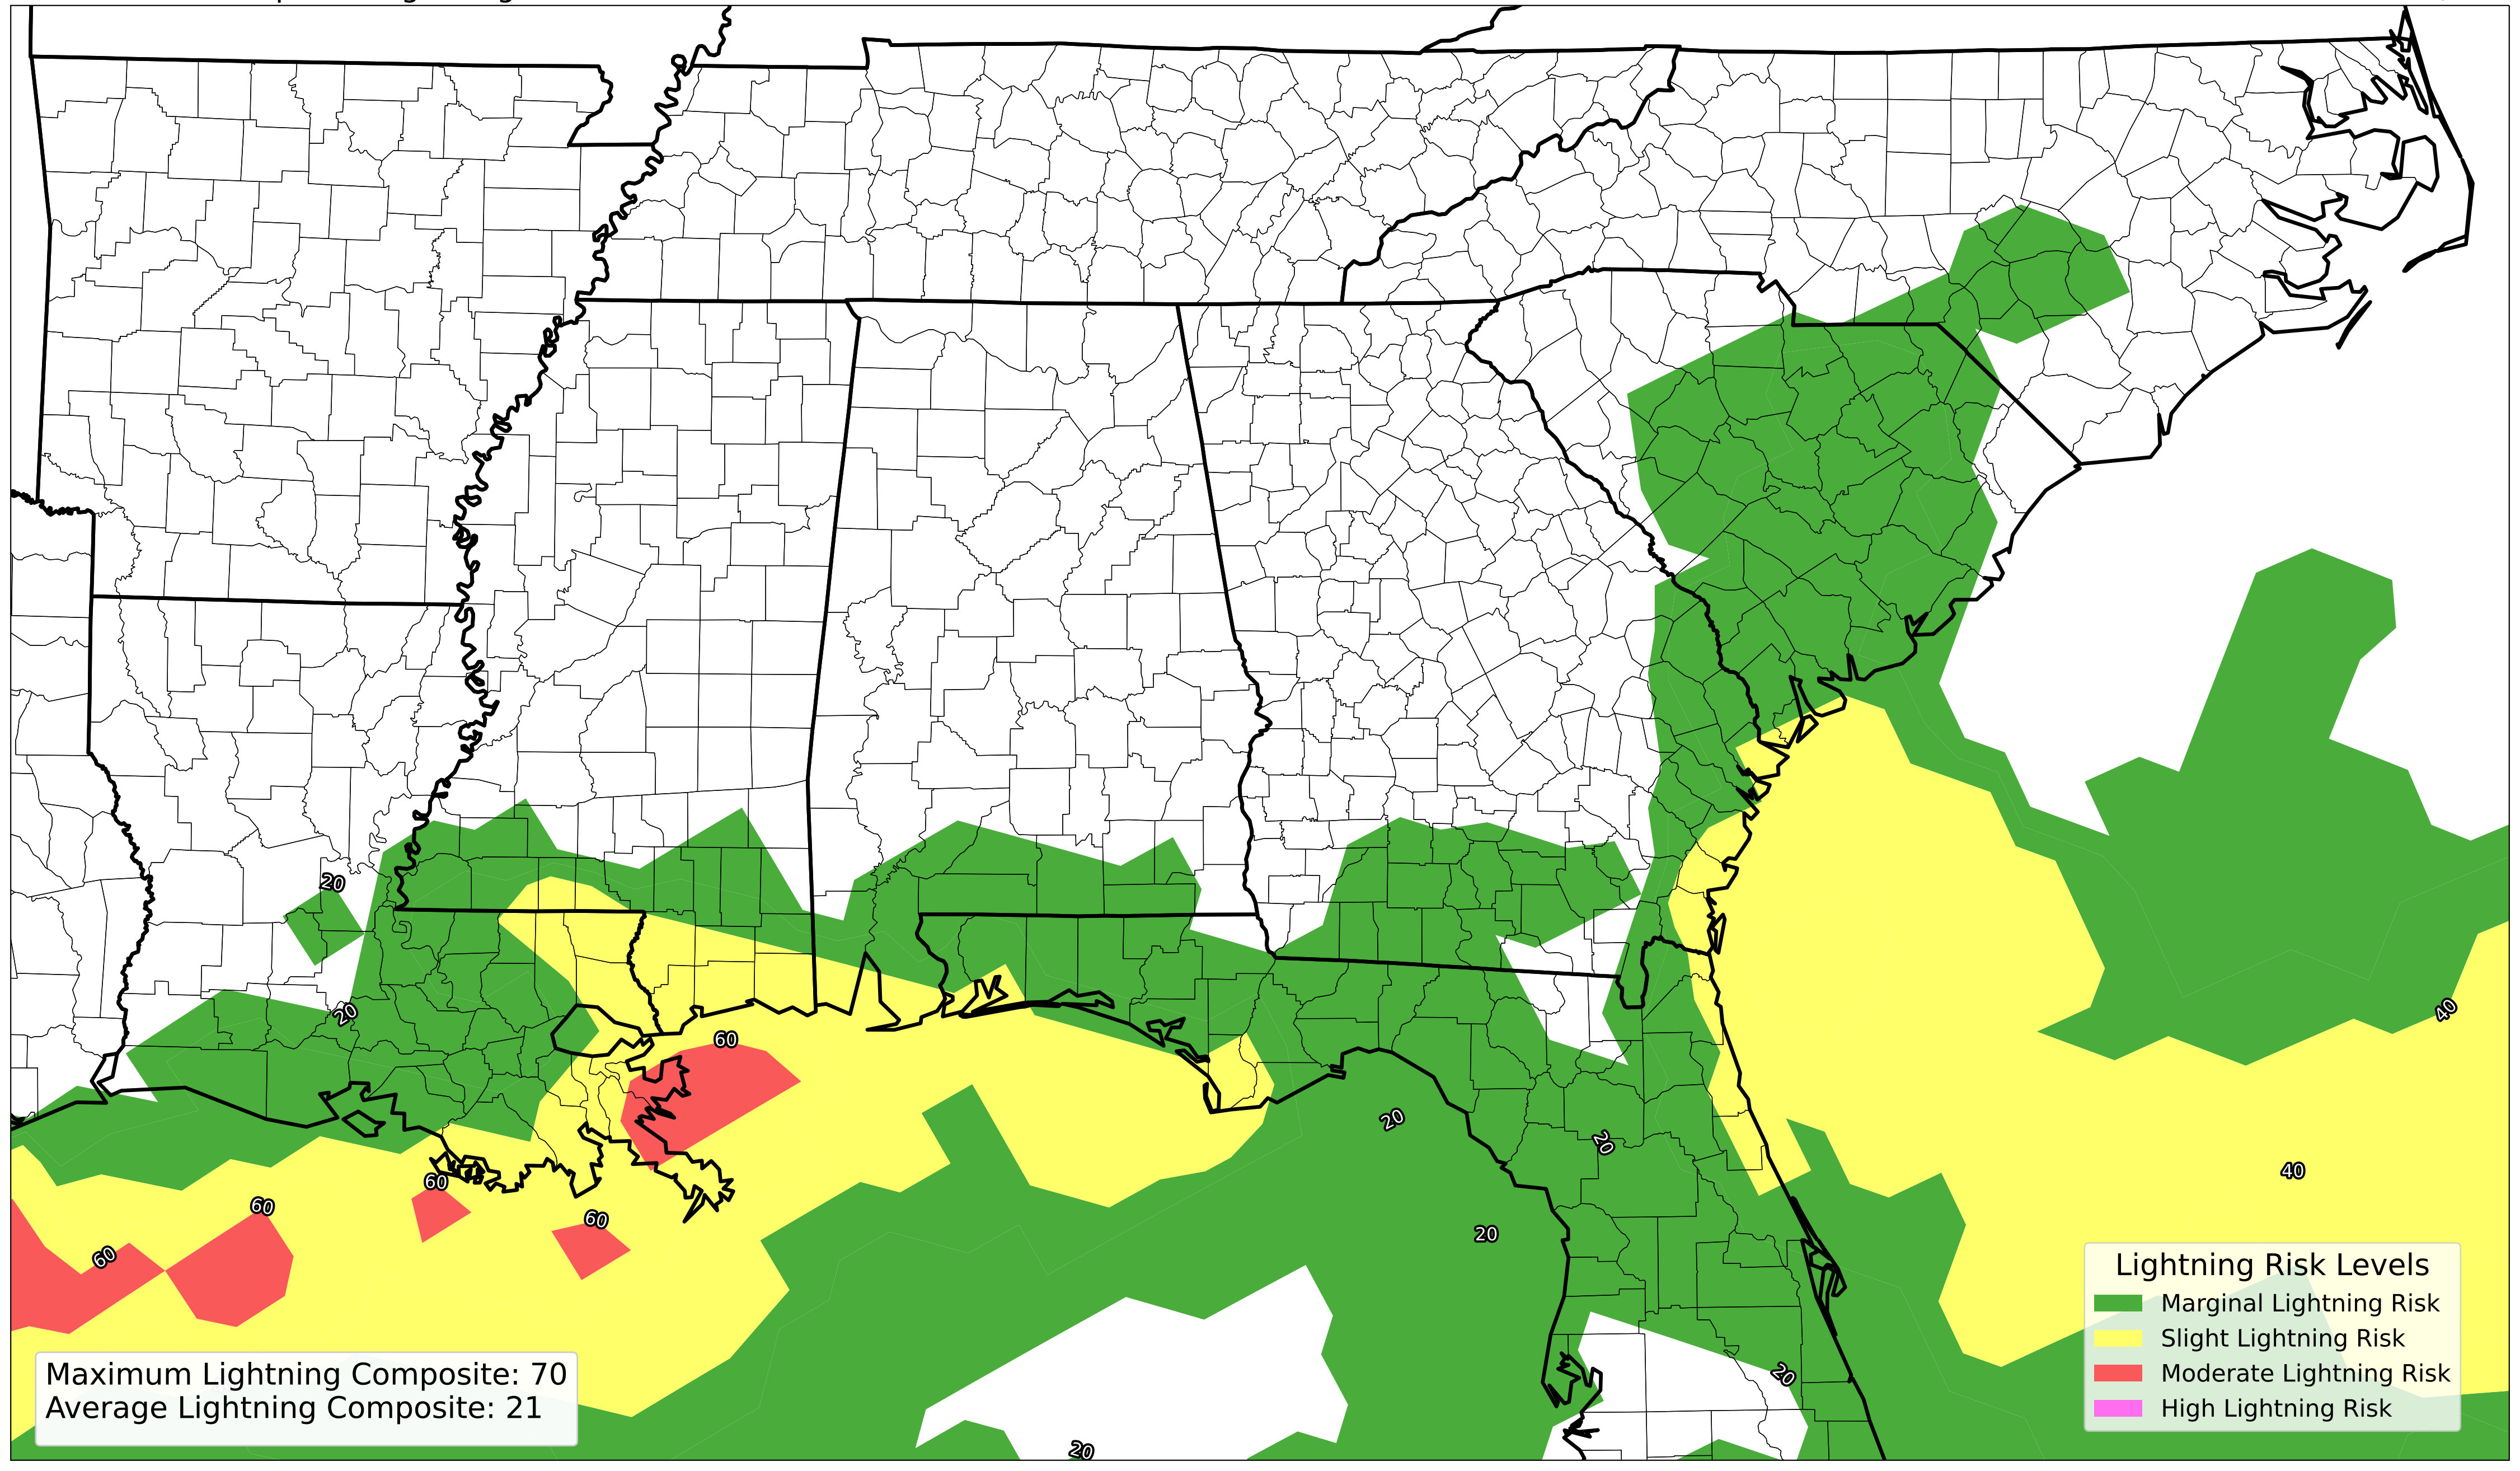 20
20
60
40
20
20
40
60
60
60
20
60
Lightning Risk Levels
Marginal Lightning Risk
Slight Lightning Risk
Moderate Lightning Risk
High Lightning Risk
Maximum Lightning Composite: 70
Average Lightning Composite: 21
20
20